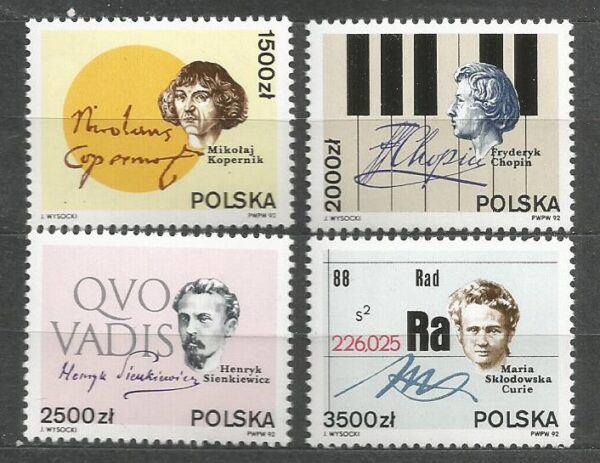 1500zł
Nicolaus
Copernicus
Mikołaj
Kopernik
POLSKA
J. WYSOCKI
PWPW 92
2000zł
F Chopin
Fryderyk
Chopin
POLSKA
J. WYSOCKI
PWPW 92
QVO
VADIS
Henryk Sienkiewicz
Henryk
Sienkiewicz
2500zł
POLSKA
J. WYSOCKI
PWPW 92
88
Rad
s²
226,025
Ra
Maria
Skłodowska
Curie
3500zł
POLSKA
J. WYSOCKI
PWPW 92